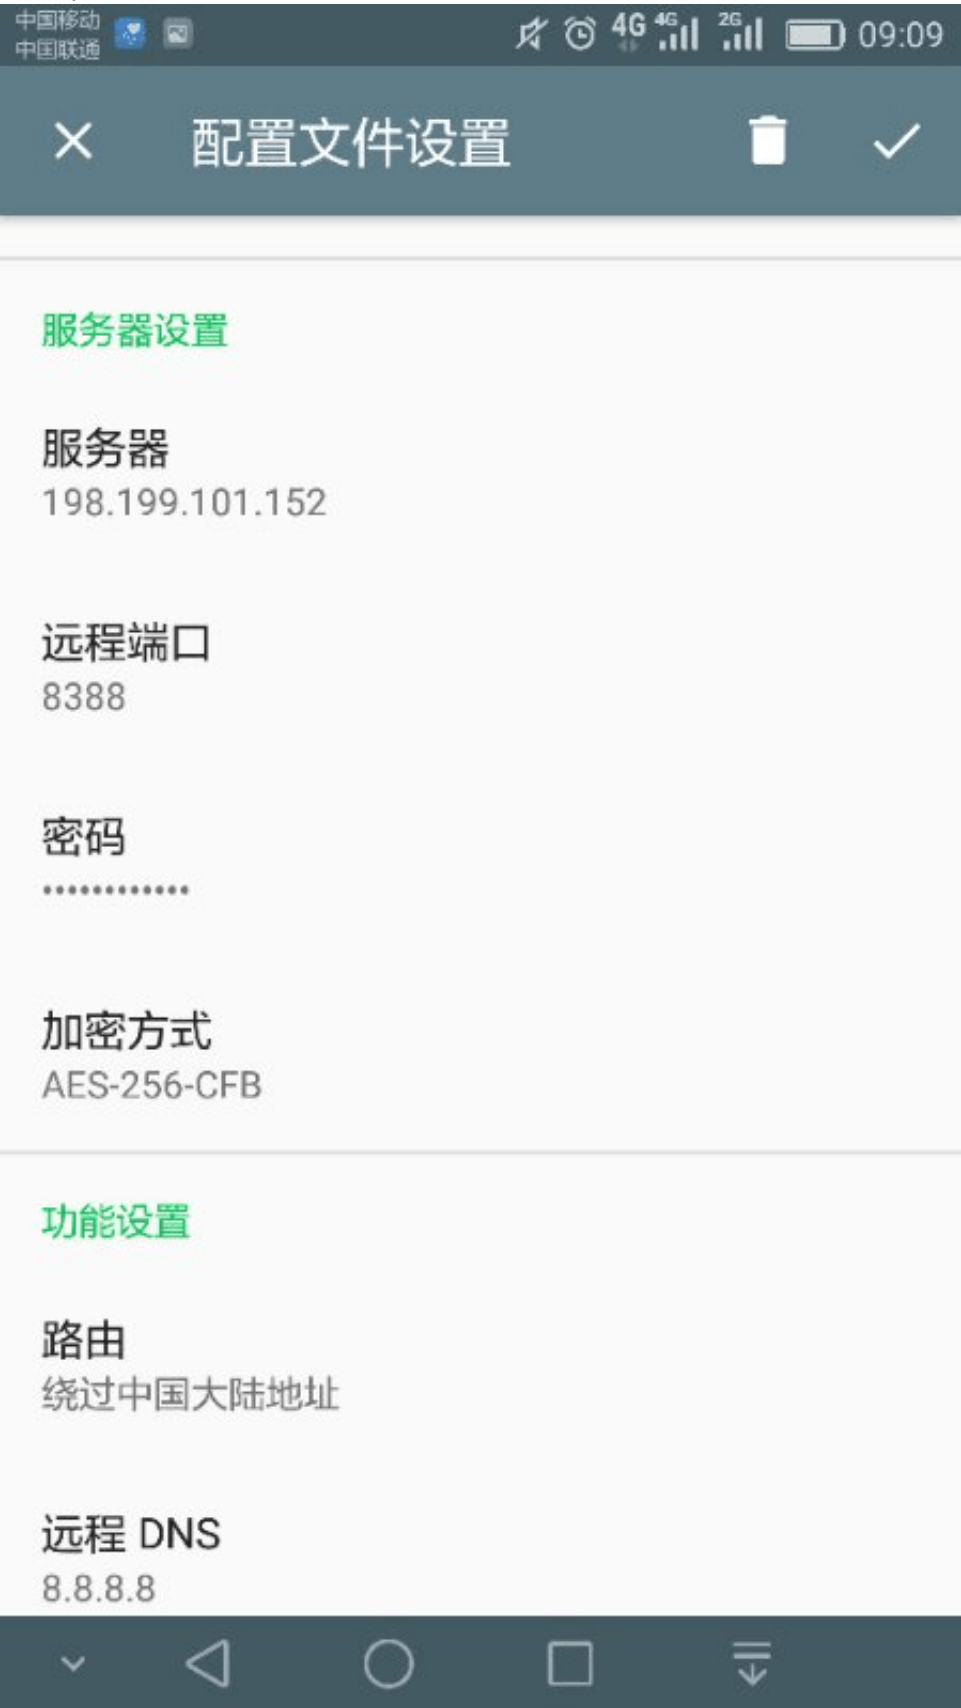 中国移动
中国联通
4G 4G 2G 09:09
配置文件设置
服务器设置
服务器
198.199.101.152
远程端口
8388
密码
••••••••••••
加密方式
AES-256-CFB
功能设置
路由
绕过中国大陆地址
远程 DNS
8.8.8.8